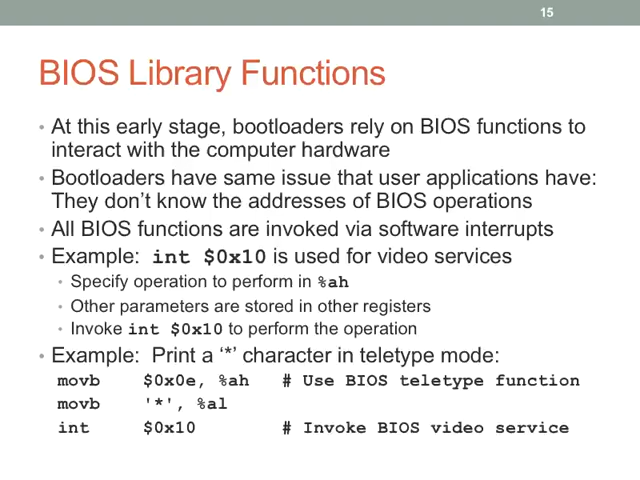 15
BIOS Library Functions
• At this early stage, bootloaders rely on BIOS functions to
interact with the computer hardware
• Bootloaders have same issue that user applications have:
They don’t know the addresses of BIOS operations
• All BIOS functions are invoked via software interrupts
• Example: int $0x10 is used for video services
• Specify operation to perform in %ah
• Other parameters are stored in other registers
• Invoke int $0x10 to perform the operation
• Example: Print a ‘*’ character in teletype mode:
movb $0x0e, %ah # Use BIOS teletype function
movb '*', %al
int $0x10 # Invoke BIOS video service